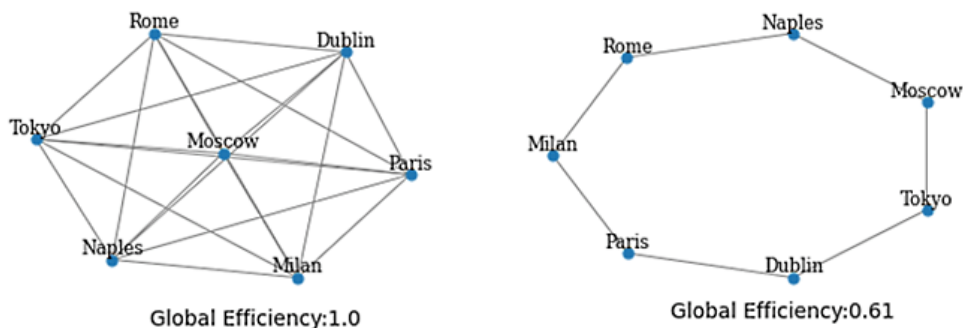 Rome
Dublin
Tokyo
Moscow
Paris
Naples
Milan
Global Efficiency:1.0
Naples
Rome
Moscow
Milan
Tokyo
Paris
Dublin
Global Efficiency:0.61